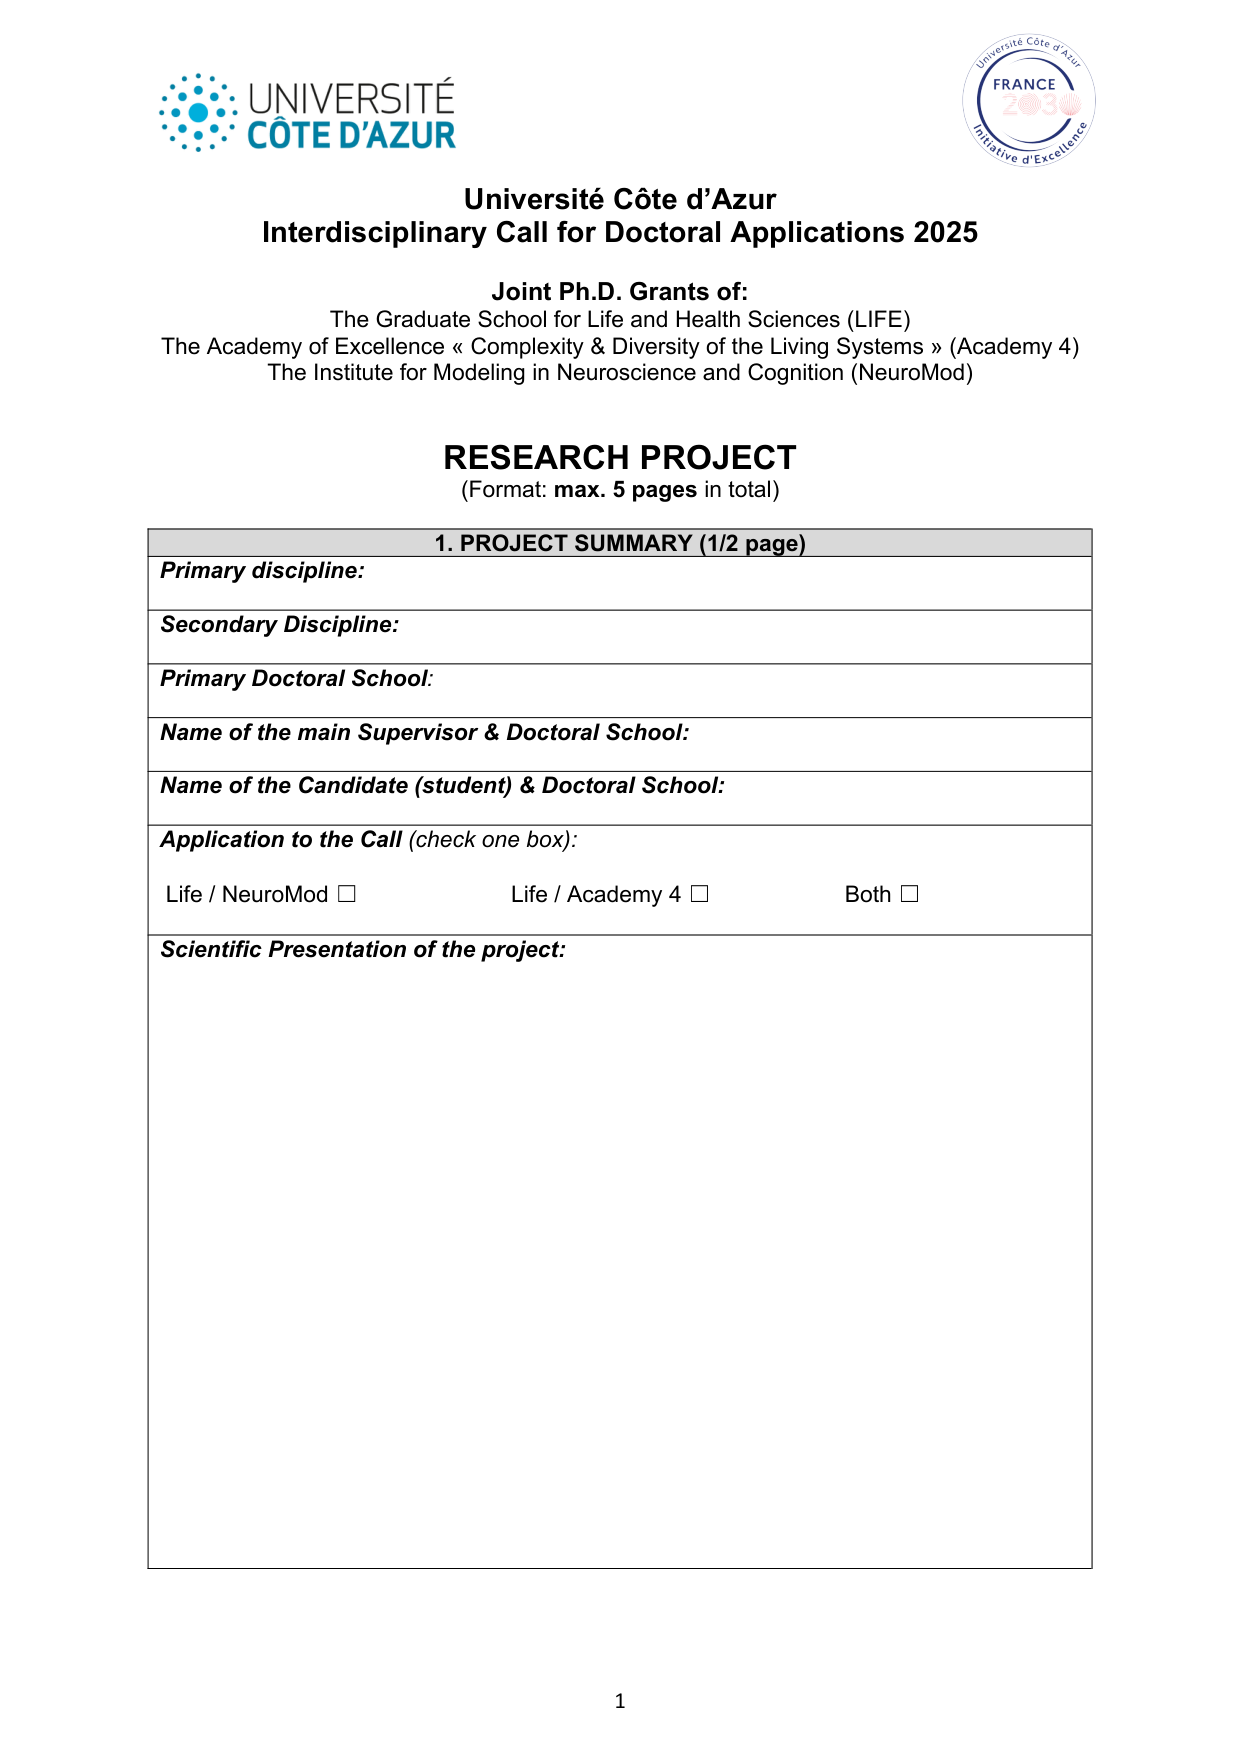 UNIVERSITÉ
CÔTE D'AZUR
Université Côte d'Azur
FRANCE
2030
Initiative d'Excellence
Université Côte d’Azur
Interdisciplinary Call for Doctoral Applications 2025
Joint Ph.D. Grants of:
The Graduate School for Life and Health Sciences (LIFE)
The Academy of Excellence « Complexity & Diversity of the Living Systems » (Academy 4)
The Institute for Modeling in Neuroscience and Cognition (NeuroMod)
RESEARCH PROJECT
(Format: max. 5 pages in total)
1. PROJECT SUMMARY (1/2 page)
Primary discipline:
Secondary Discipline:
Primary Doctoral School:
Name of the main Supervisor & Doctoral School:
Name of the Candidate (student) & Doctoral School:
Application to the Call (check one box):
Life / NeuroMod ☐ Life / Academy 4 ☐ Both ☐
Scientific Presentation of the project:
1